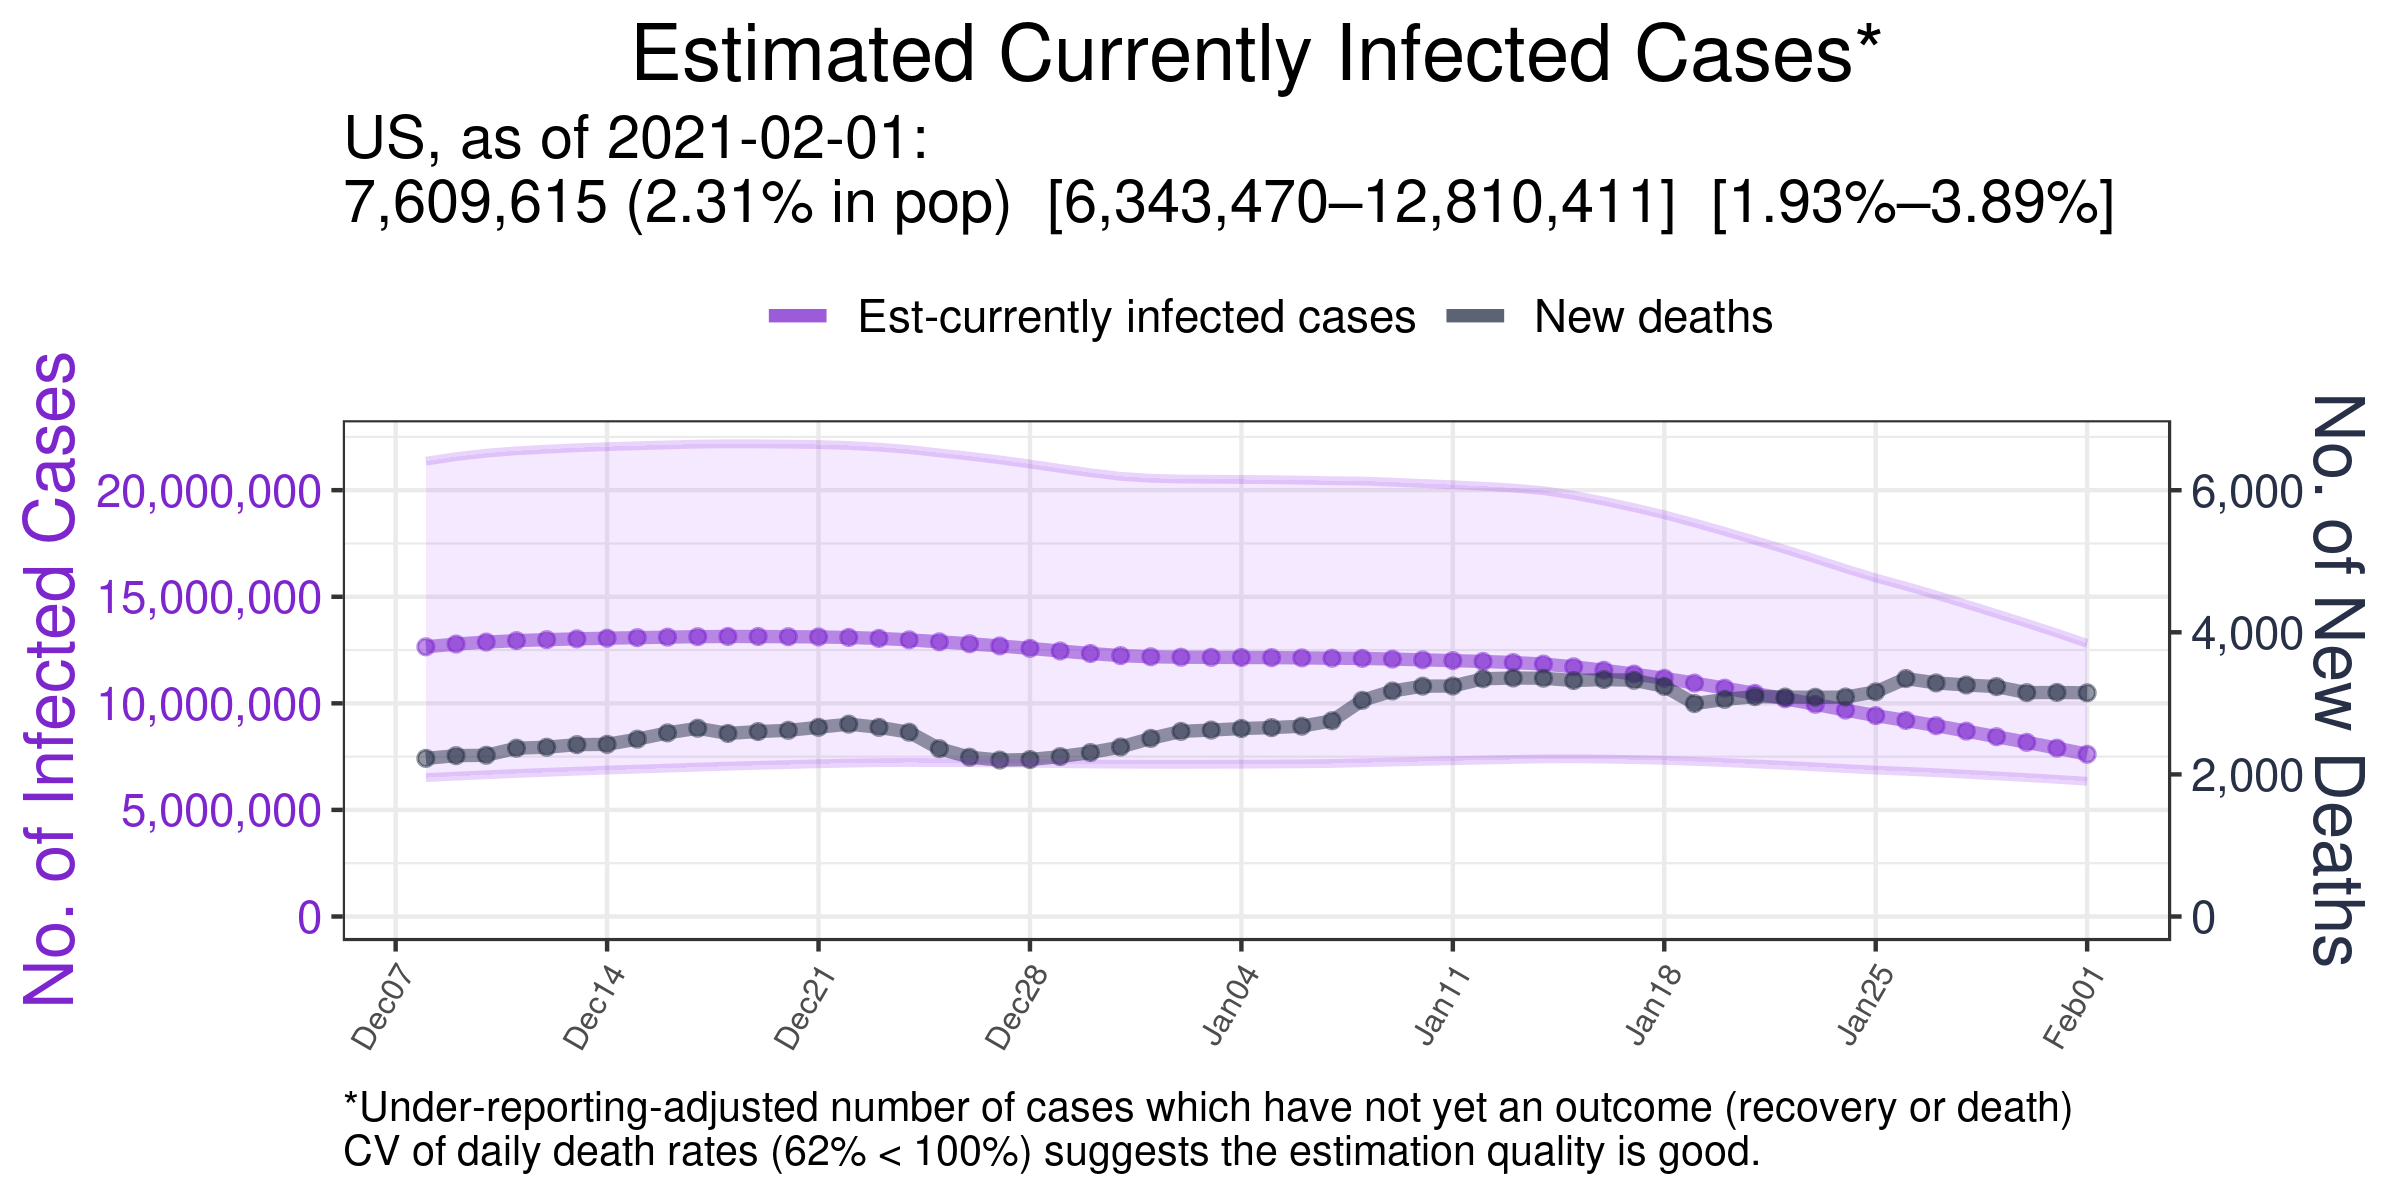 Estimated Currently Infected Cases*
US, as of 2021-02-01:
7,609,615 (2.31% in pop)  [6,343,470–12,810,411]  [1.93%–3.89%]
Est-currently infected cases
New deaths
No. of Infected Cases
20,000,000
15,000,000
10,000,000
5,000,000
0
6,000
4,000
2,000
0
No. of New Deaths
Dec07
Dec14
Dec21
Dec28
Jan04
Jan11
Jan18
Jan25
Feb01
*Under-reporting-adjusted number of cases which have not yet an outcome (recovery or death)
CV of daily death rates (62% < 100%) suggests the estimation quality is good.